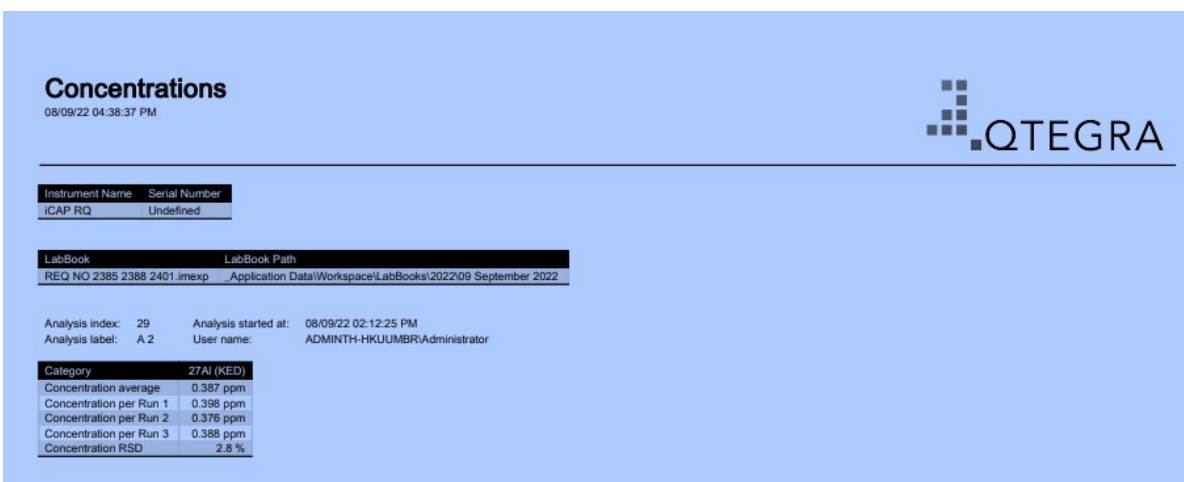 Concentrations
08/09/22 04:38:37 PM
QTEGRA
Instrument Name Serial Number
iCAP RQ Undefined
LabBook LabBook Path
REQ NO 2385 2388 2401.imexp _Application Data\Workspace\LabBooks\2022\09 September 2022
Analysis index: 29 Analysis started at: 08/09/22 02:12:25 PM
Analysis label: A 2 User name: ADMINTH-HKUUMBR\Administrator
Category 27Al (KED)
Concentration average 0.387 ppm
Concentration per Run 1 0.398 ppm
Concentration per Run 2 0.376 ppm
Concentration per Run 3 0.388 ppm
Concentration RSD 2.8 %